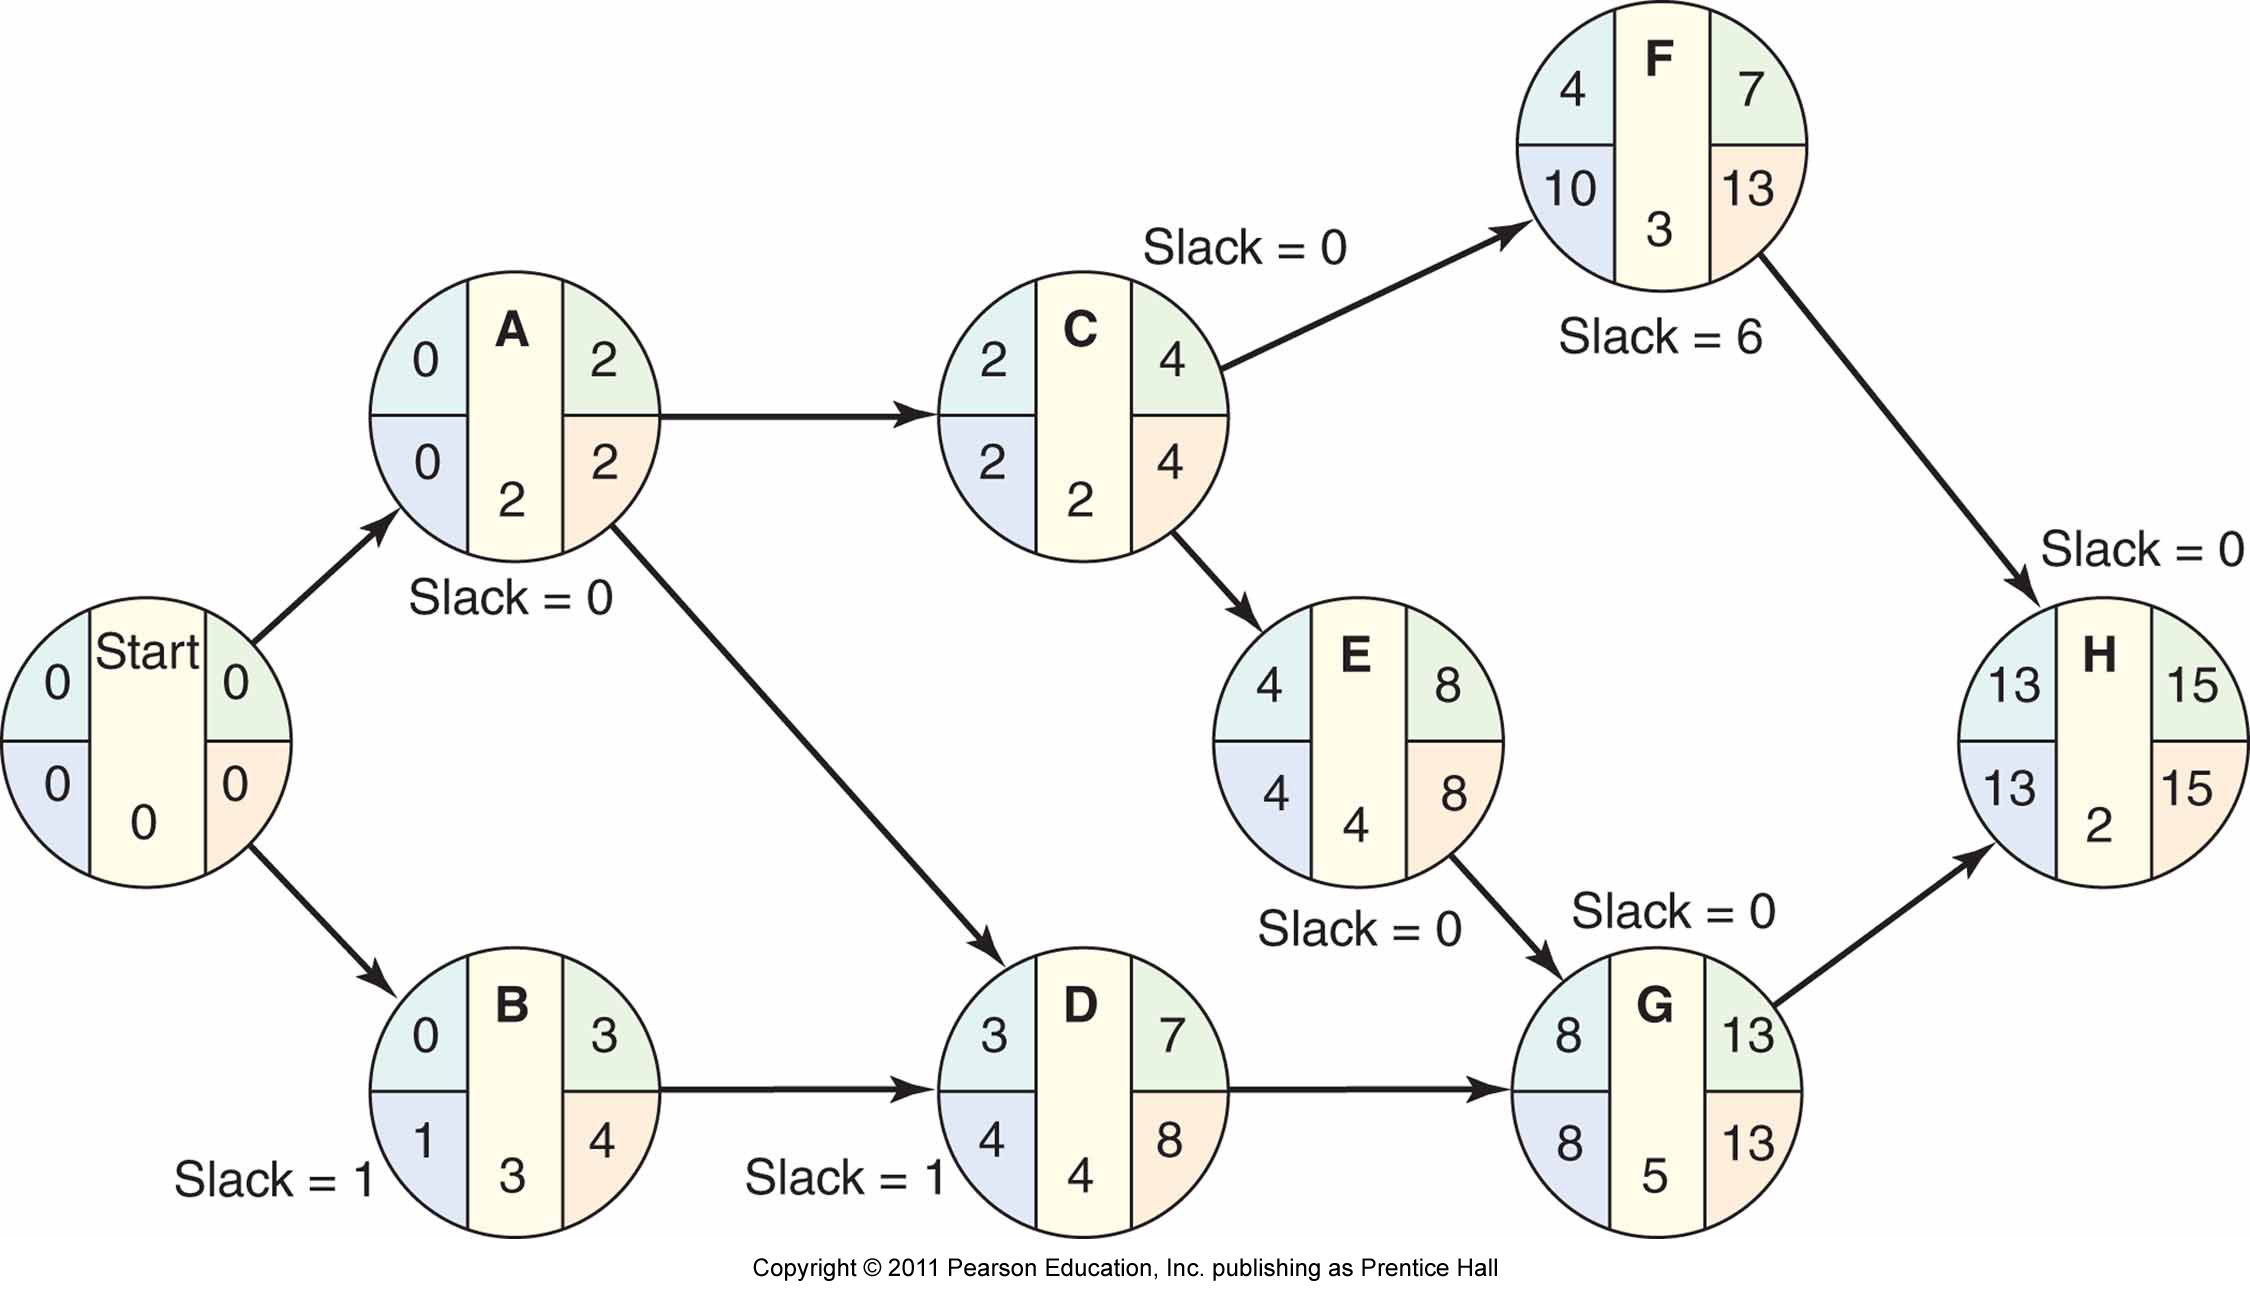 F
4
7
10
13
3
Slack = 0
Slack = 6
A
0
2
0
2
2
Slack = 0
C
2
4
2
4
2
Slack = 0
Start
0
0
0
0
0
E
4
8
4
8
4
Slack = 0
H
13
15
13
15
2
Slack = 0
B
0
3
1
4
3
Slack = 1
D
3
7
4
8
4
Slack = 1
G
8
13
8
13
5
Copyright © 2011 Pearson Education, Inc. publishing as Prentice Hall